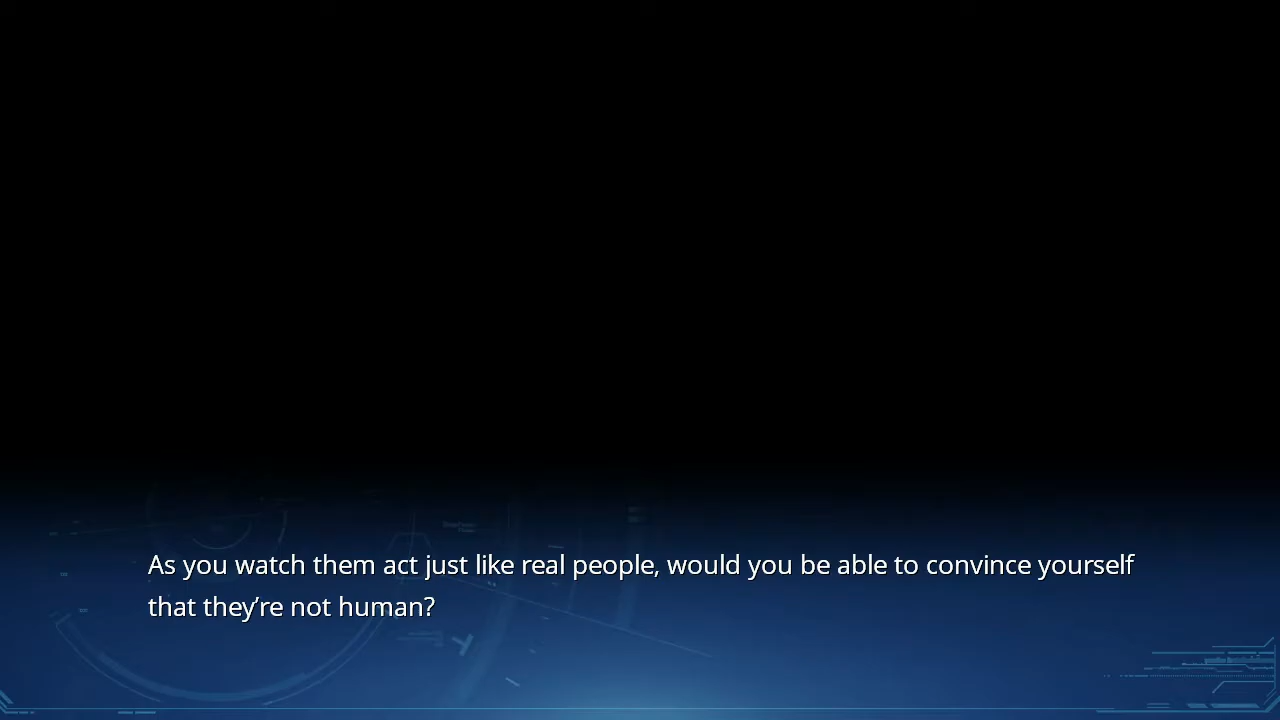 As you watch them act just like real people, would you be able to convince yourself
that they’re not human?